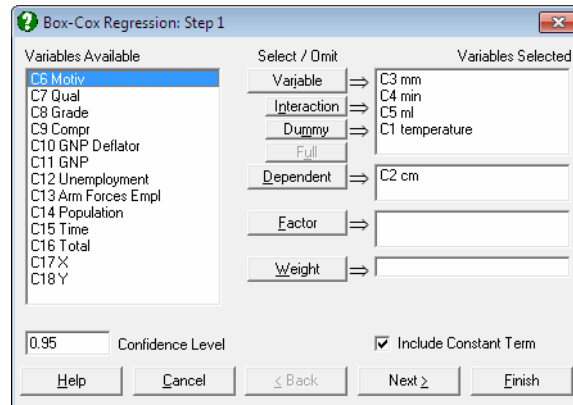 Box-Cox Regression: Step 1
Variables Available
Select / Omit
Variables Selected
C6 Motiv
C7 Qual
C8 Grade
C9 Compr
C10 GNP Deflator
C11 GNP
C12 Unemployment
C13 Arm Forces Empl
C14 Population
C15 Time
C16 Total
C17 X
C18 Y
Variable
Interaction
Dummy
Full
Dependent
Factor
Weight
C3 mm
C4 min
C5 ml
C1 temperature
C2 cm
0.95 Confidence Level
Include Constant Term
Help
Cancel
< Back
Next >
Finish